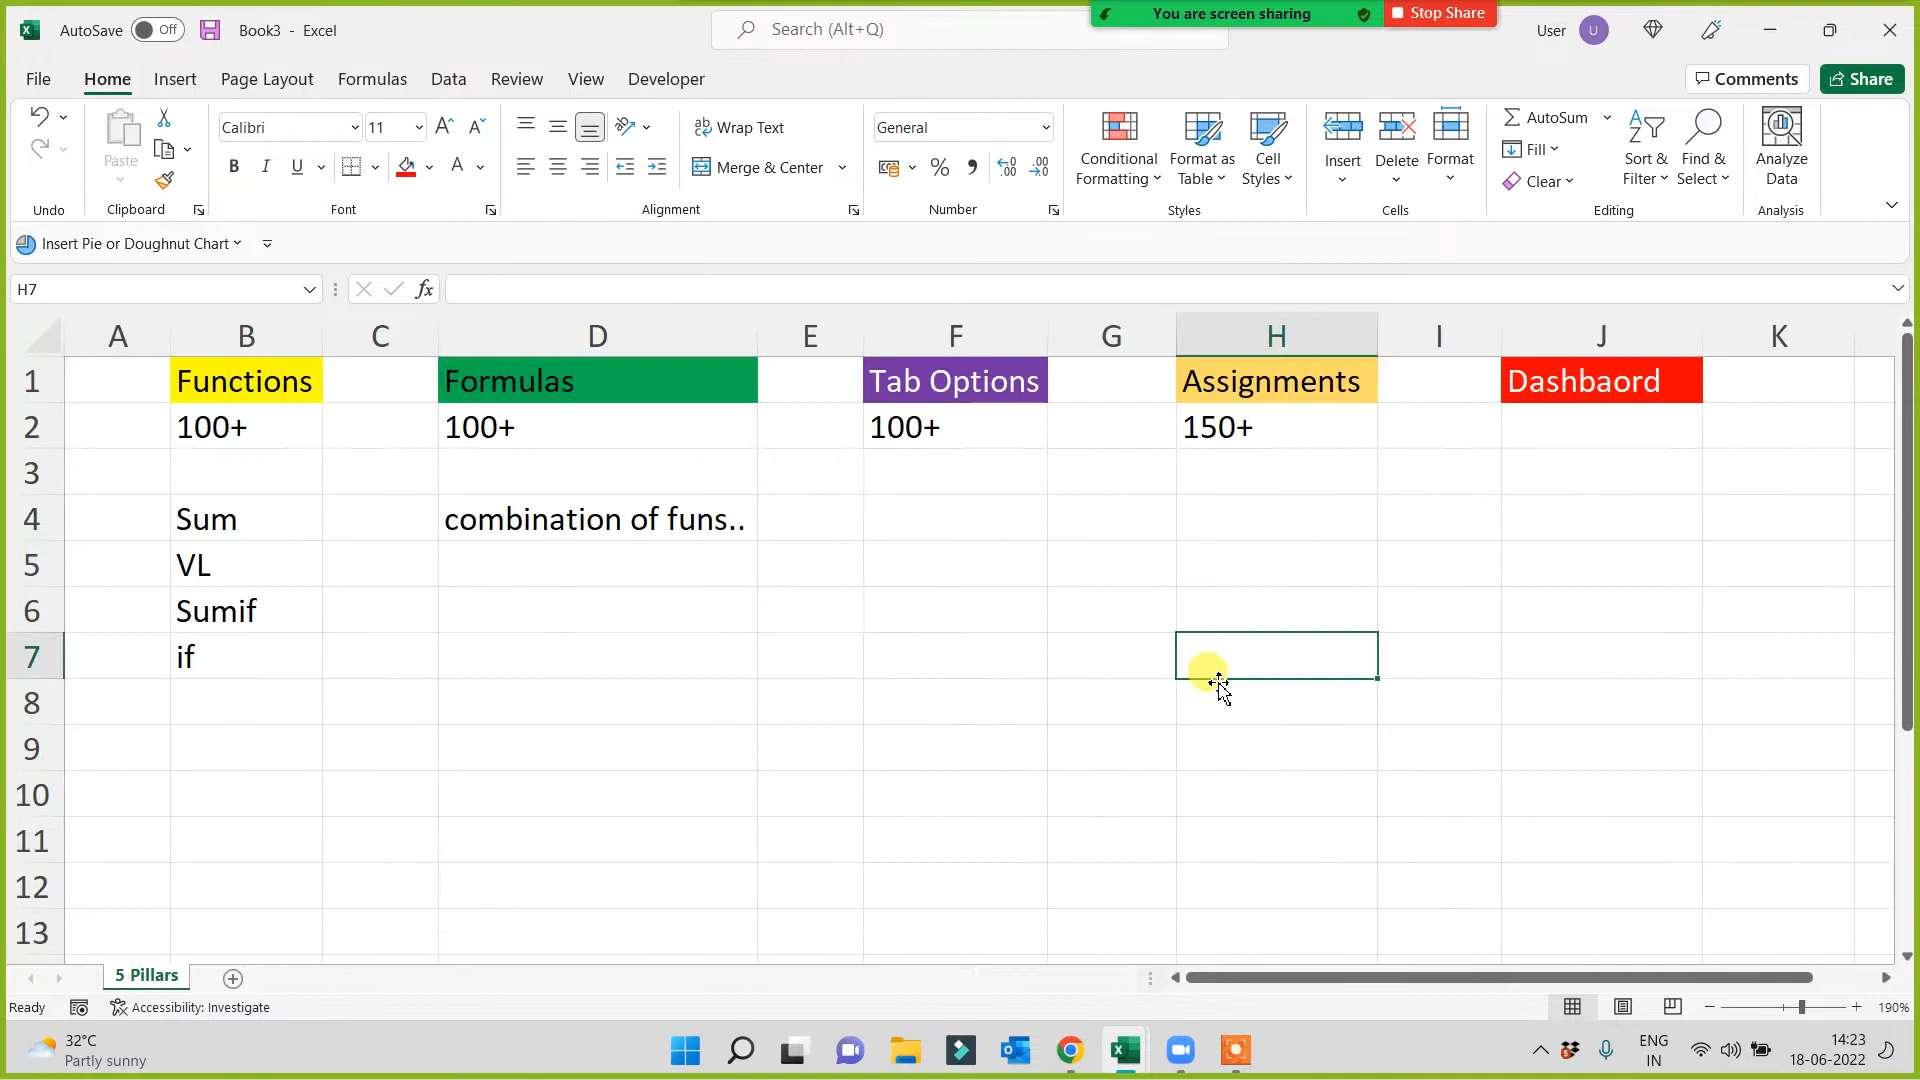 You are screen sharing Stop Share
AutoSave Off Book3 - Excel Search (Alt+Q) User U
File Home Insert Page Layout Formulas Data Review View Developer Comments Share
Paste Calibri 11 Wrap Text General Conditional Formatting Format as Table Cell Styles Insert Delete Format AutoSum Sort & Filter Find & Select Analyze Data
B I U Merge & Center Fill
Clear
Undo Clipboard Font Alignment Number Styles Cells Editing Analysis
Insert Pie or Doughnut Chart
H7 fx
A B C D E F G H I J K
1 Functions Formulas Tab Options Assignments Dashbaord
2 100+ 100+ 100+ 150+
3
4 Sum combination of funs..
5 VL
6 Sumif
7 if
8
9
10
11
12
13
5 Pillars
Ready Accessibility: Investigate 190%
32°C ENG 14:23
Partly sunny IN 18-06-2022